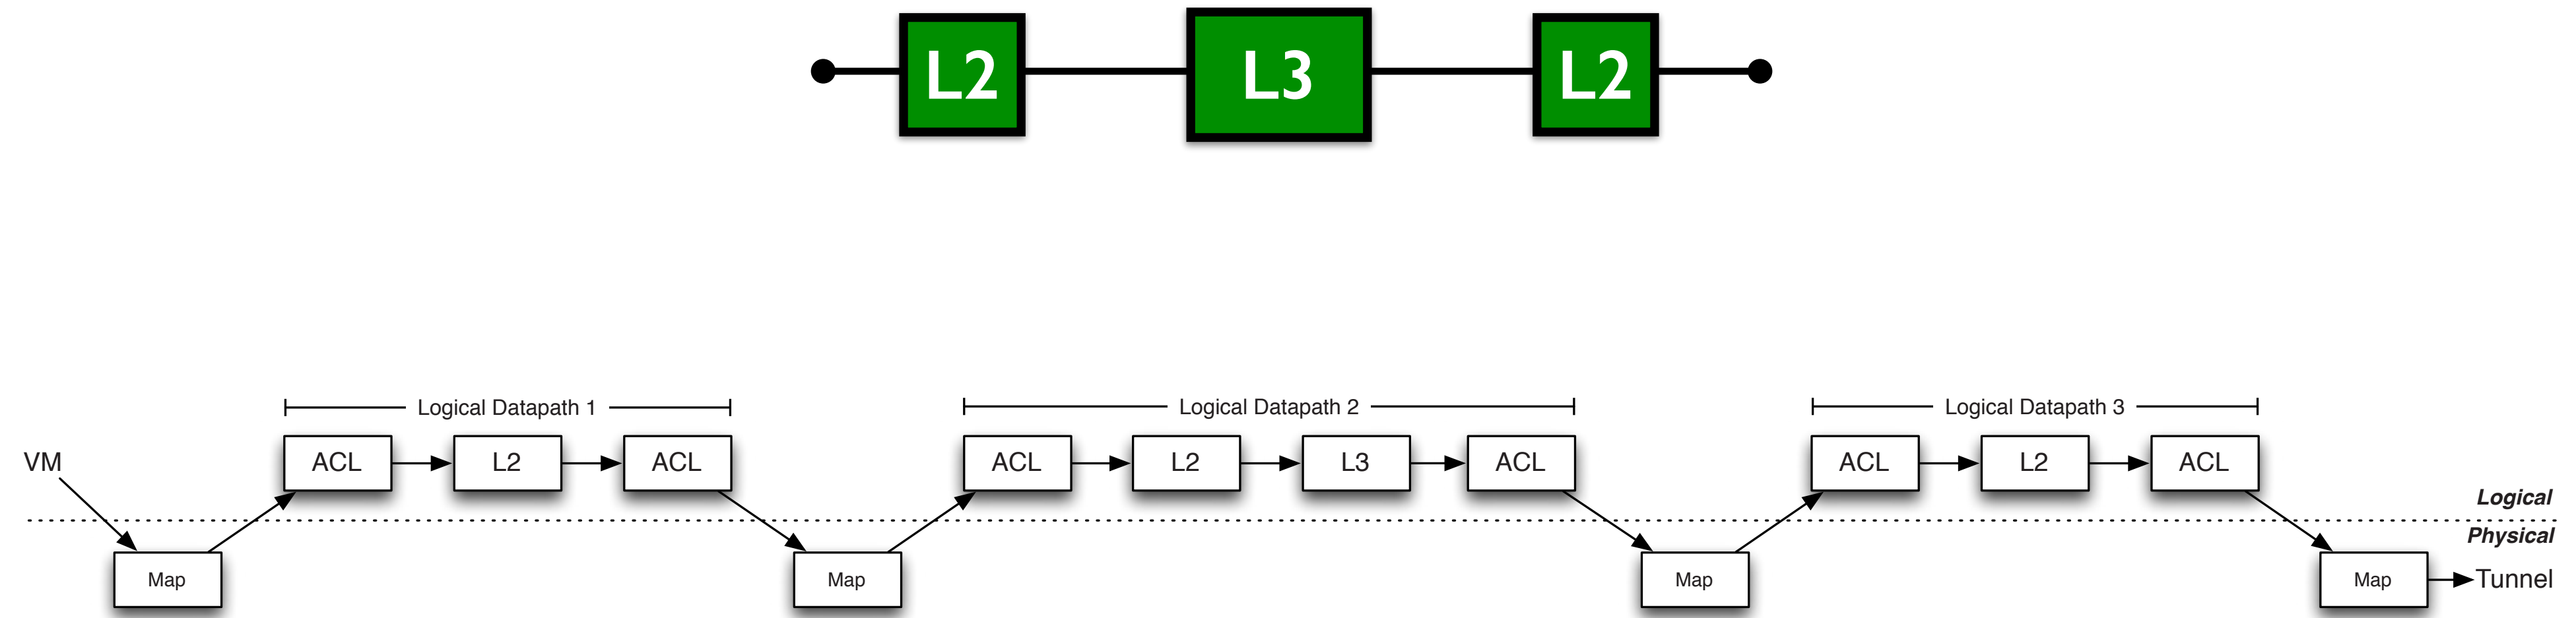 L2 L3 L2
Logical Datapath 1 Logical Datapath 2 Logical Datapath 3
VM ACL L2 ACL ACL L2 L3 ACL ACL L2 ACL
Logical
Physical
Map Map Map Map Tunnel